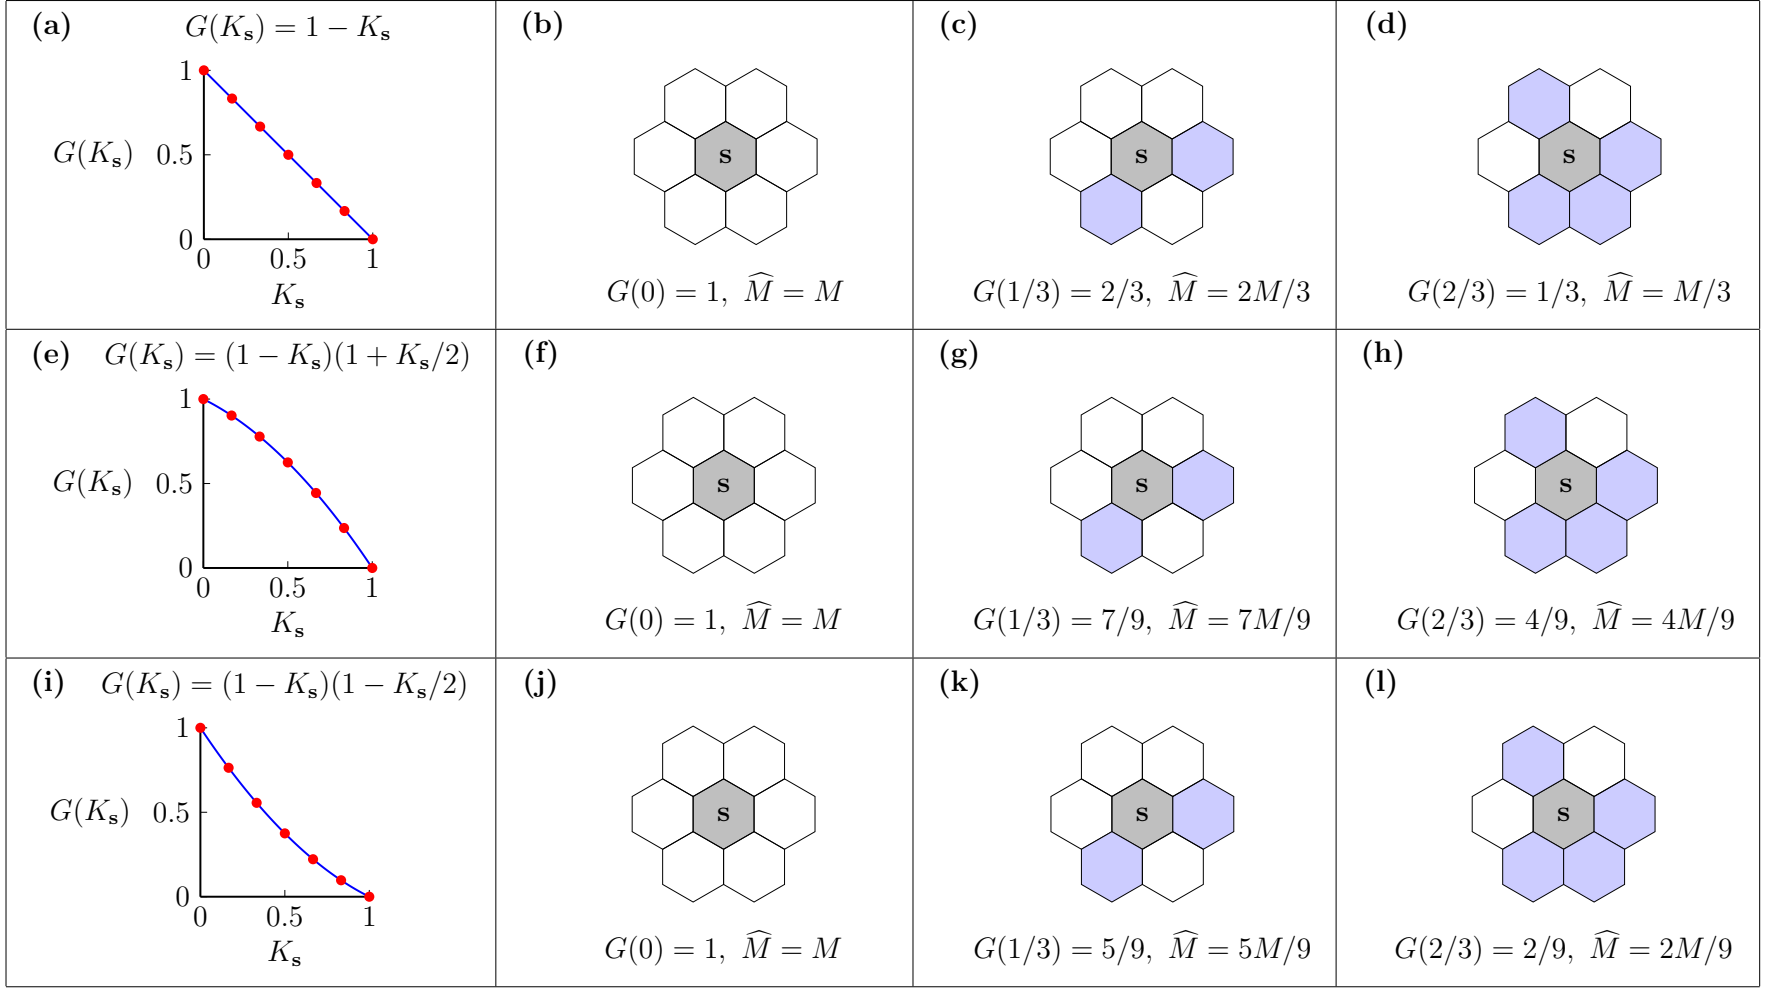 (a) G(K_s) = 1 − K_s
1
G(K_s) 0.5
0
0 0.5 1
K_s
(b)
s
G(0) = 1, M̂ = M
(c)
s
G(1/3) = 2/3, M̂ = 2M/3
(d)
s
G(2/3) = 1/3, M̂ = M/3
(e) G(K_s) = (1 − K_s)(1 + K_s/2)
1
G(K_s) 0.5
0
0 0.5 1
K_s
(f)
s
G(0) = 1, M̂ = M
(g)
s
G(1/3) = 7/9, M̂ = 7M/9
(h)
s
G(2/3) = 4/9, M̂ = 4M/9
(i) G(K_s) = (1 − K_s)(1 − K_s/2)
1
G(K_s) 0.5
0
0 0.5 1
K_s
(j)
s
G(0) = 1, M̂ = M
(k)
s
G(1/3) = 5/9, M̂ = 5M/9
(l)
s
G(2/3) = 2/9, M̂ = 2M/9